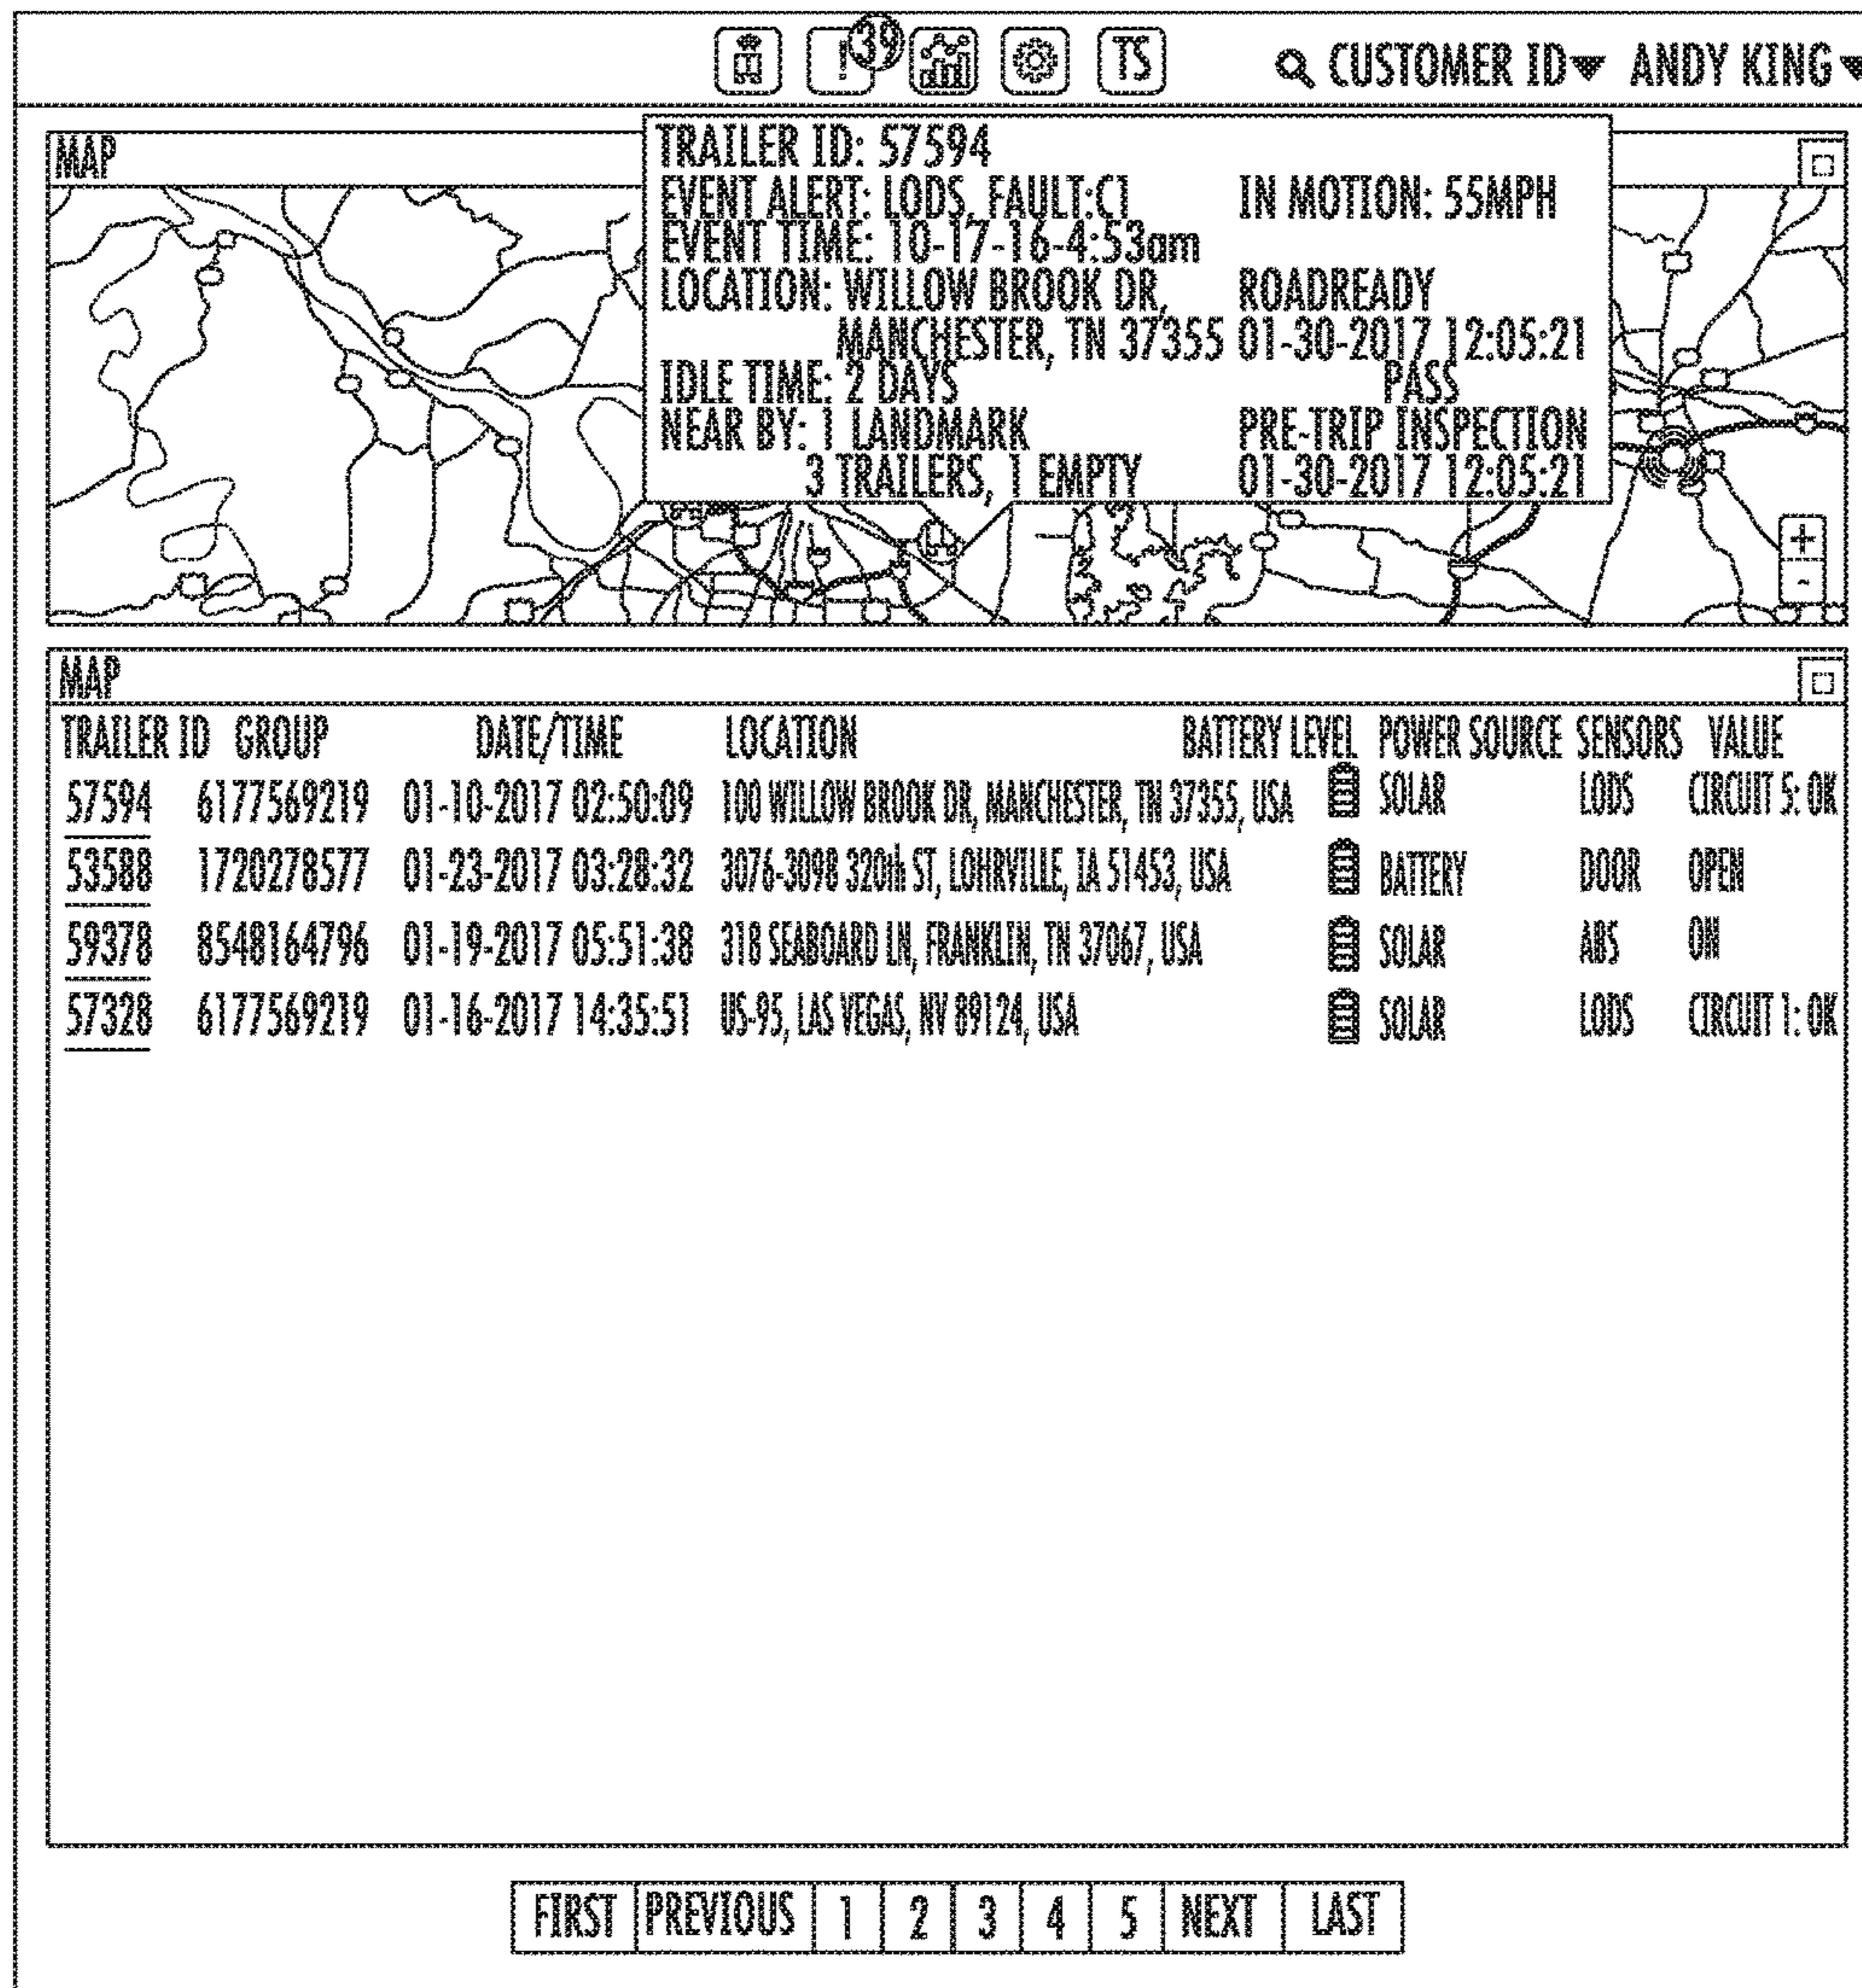 ! 39 TS CUSTOMER ID ANDY KING
MAP
TRAILER ID: 57594
EVENT ALERT: LODS, FAULT:C1 IN MOTION: 55MPH
EVENT TIME: 10-17-16-4:53am
LOCATION: WILLOW BROOK DR, ROADREADY
MANCHESTER, TN 37355 01-30-2017 12:05:21
IDLE TIME: 2 DAYS PASS
NEAR BY: 1 LANDMARK PRE-TRIP INSPECTION
3 TRAILERS, 1 EMPTY 01-30-2017 12:05:21
+
-
MAP
TRAILER ID GROUP DATE/TIME LOCATION BATTERY LEVEL POWER SOURCE SENSORS VALUE
57594 6177569219 01-10-2017 02:50:09 100 WILLOW BROOK DR, MANCHESTER, TN 37355, USA SOLAR LODS CIRCUIT 5: OK
53588 1720278577 01-23-2017 03:28:32 3076-3098 320th ST, LOHRVILLE, IA 51453, USA BATTERY DOOR OPEN
59378 8548164796 01-19-2017 05:51:38 318 SEABOARD LN, FRANKLIN, TN 37067, USA SOLAR ABS ON
57328 6177569219 01-16-2017 14:35:51 US-95, LAS VEGAS, NV 89124, USA SOLAR LODS CIRCUIT 1: OK
FIRST PREVIOUS 1 2 3 4 5 NEXT LAST